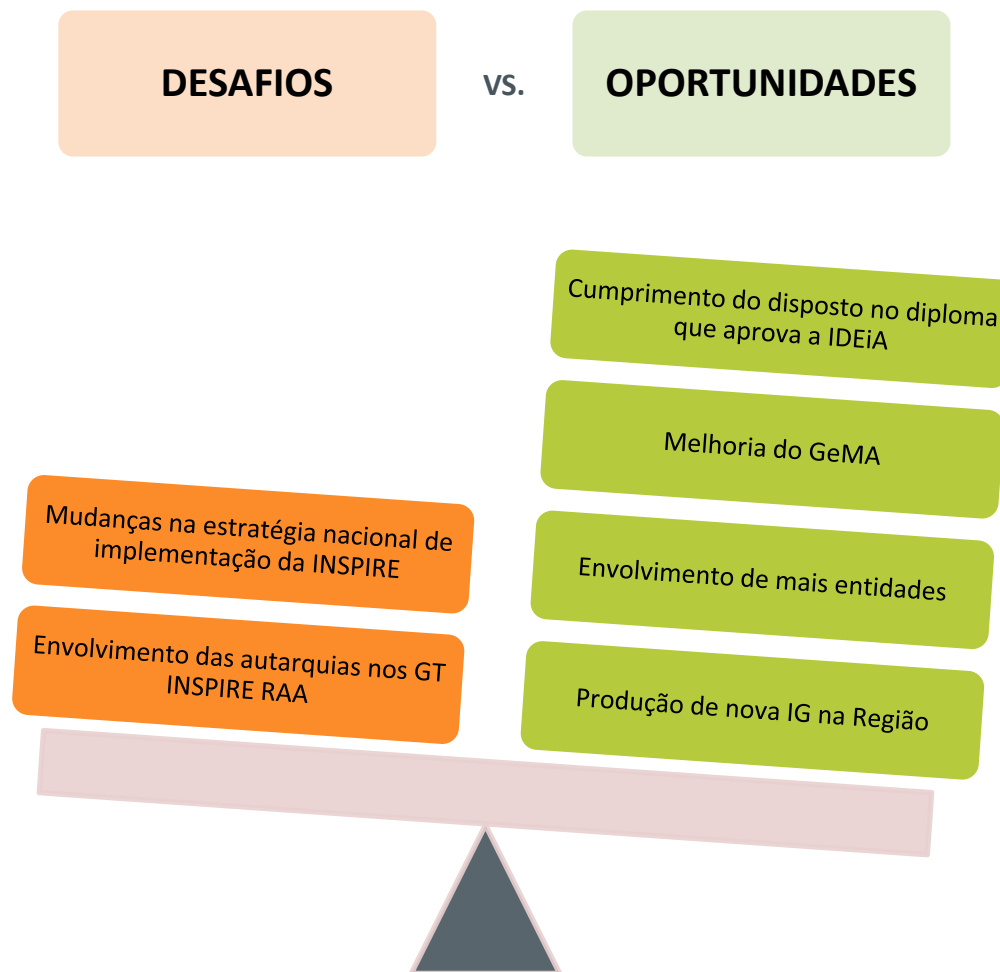 DESAFIOS
vs.
OPORTUNIDADES
Mudanças na estratégia nacional de
implementação da INSPIRE
Envolvimento das autarquias nos GT
INSPIRE RAA
Cumprimento do disposto no diploma
que aprova a IDEiA
Melhoria do GeMA
Envolvimento de mais entidades
Produção de nova IG na Região